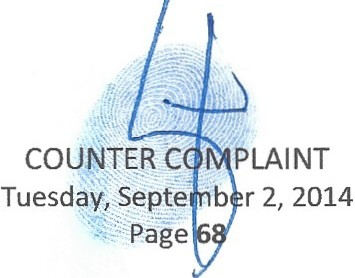 COUNTER COMPLAINT
Tuesday, September 2, 2014
Page 68